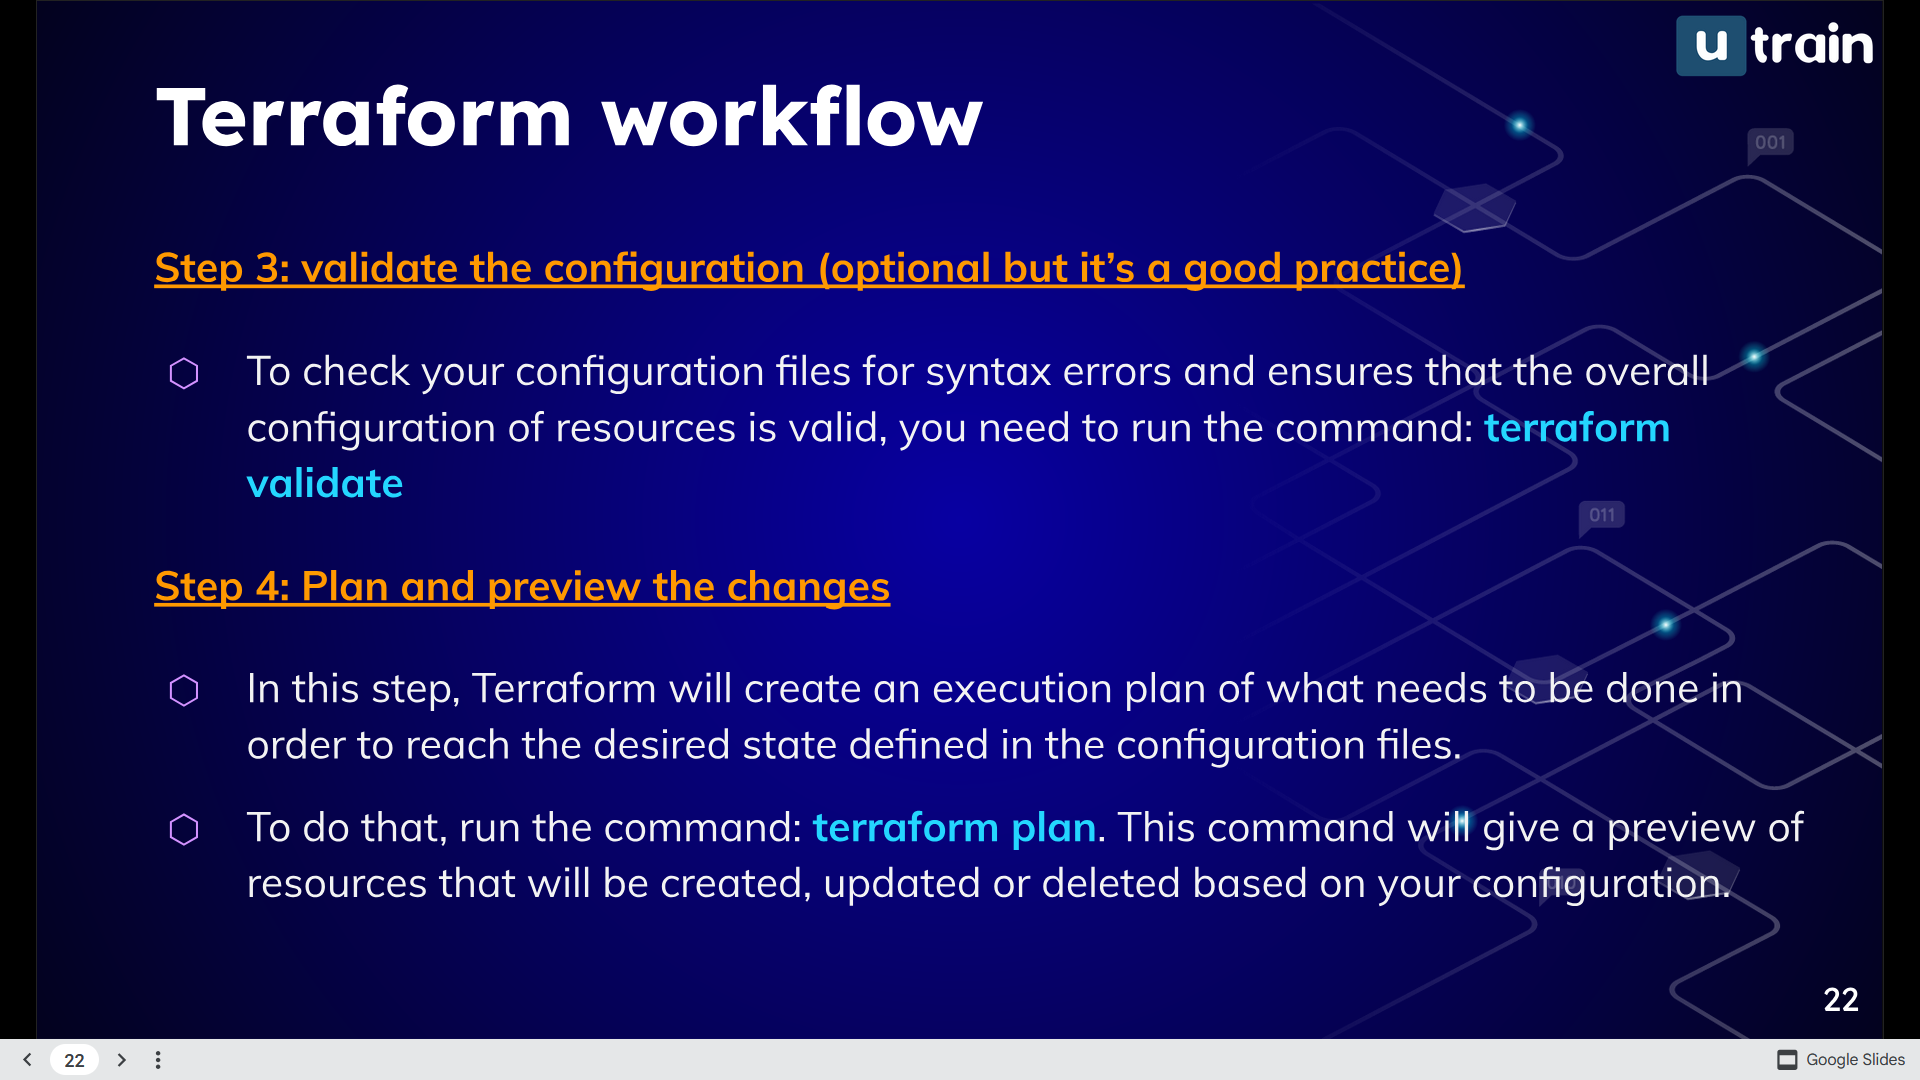 u train
Terraform workflow
001
Step 3: validate the configuration (optional but it’s a good practice)
To check your configuration files for syntax errors and ensures that the overall
configuration of resources is valid, you need to run the command: terraform
validate
011
Step 4: Plan and preview the changes
In this step, Terraform will create an execution plan of what needs to be done in
order to reach the desired state defined in the configuration files.
To do that, run the command: terraform plan. This command will give a preview of
resources that will be created, updated or deleted based on your configuration.
22
22
Google Slides